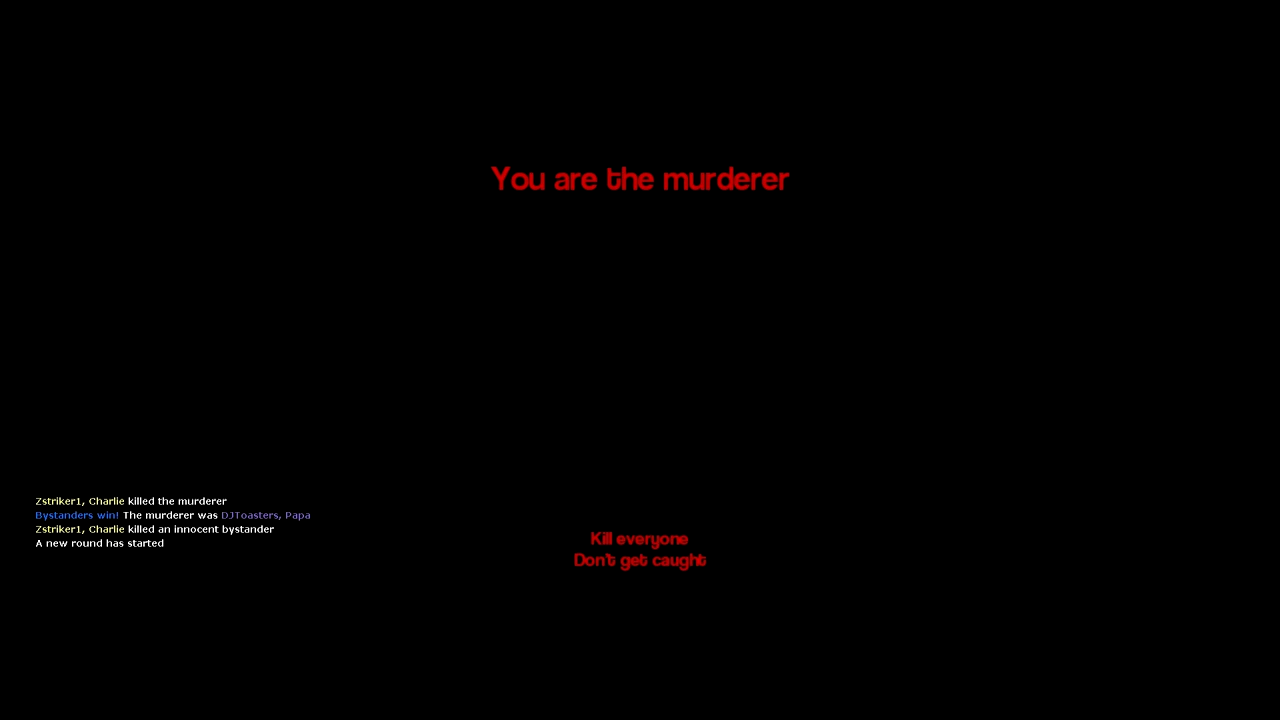 You are the murderer
Zstriker1, Charlie killed the murderer
Bystanders win! The murderer was DJToasters, Papa
Zstriker1, Charlie killed an innocent bystander
A new round has started
Kill everyone
Don't get caught